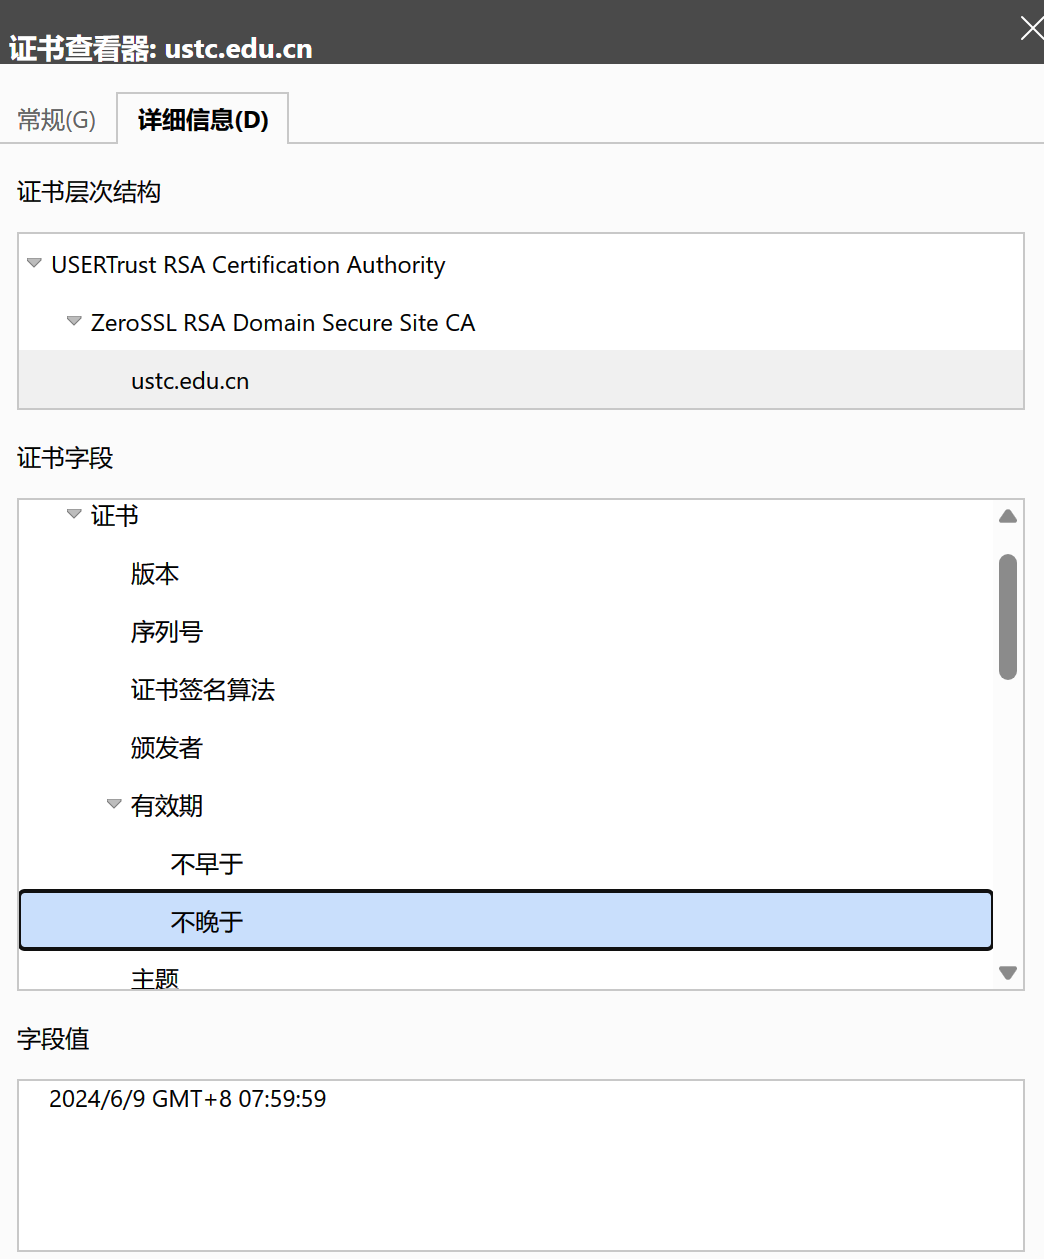 证书查看器: ustc.edu.cn
常规(G)
详细信息(D)
证书层次结构
USERTrust RSA Certification Authority
ZeroSSL RSA Domain Secure Site CA
ustc.edu.cn
证书字段
证书
版本
序列号
证书签名算法
颁发者
有效期
不早于
不晚于
主题
字段值
2024/6/9 GMT+8 07:59:59